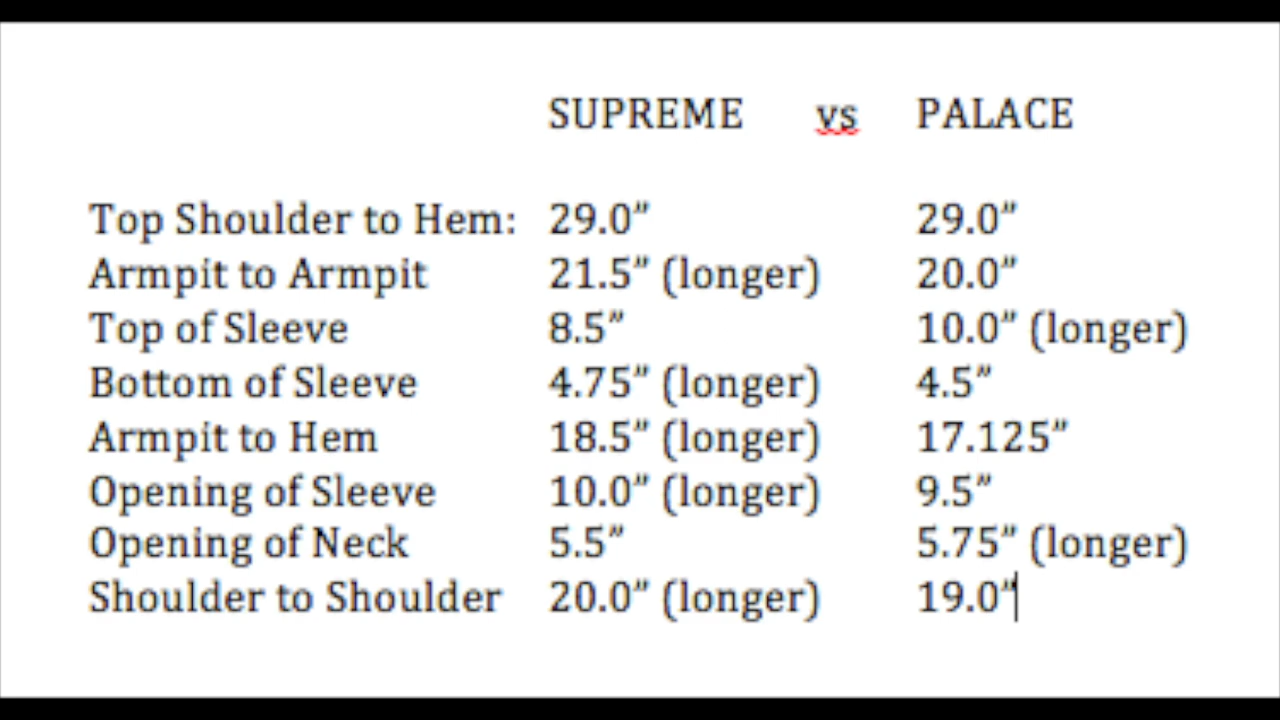 SUPREME vs PALACE
Top Shoulder to Hem: 29.0” 29.0”
Armpit to Armpit 21.5” (longer) 20.0”
Top of Sleeve 8.5” 10.0” (longer)
Bottom of Sleeve 4.75” (longer) 4.5”
Armpit to Hem 18.5” (longer) 17.125”
Opening of Sleeve 10.0” (longer) 9.5”
Opening of Neck 5.5” 5.75” (longer)
Shoulder to Shoulder 20.0” (longer) 19.0”